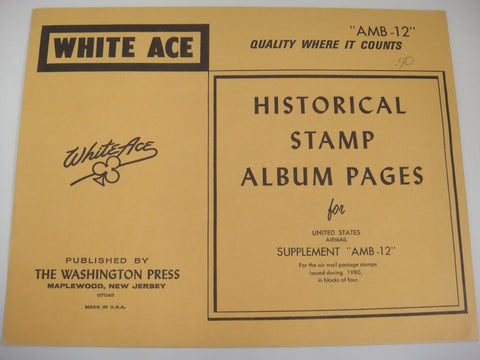 WHITE ACE
"AMB-12"
QUALITY WHERE IT COUNTS
.90
White Ace
PUBLISHED BY
THE WASHINGTON PRESS
MAPLEWOOD, NEW JERSEY
07040
MADE IN U.S.A.
HISTORICAL
STAMP
ALBUM PAGES
for
UNITED STATES
AIRMAIL
SUPPLEMENT "AMB-12"
For the air mail postage stamps
issued during 1980,
in blocks of four.